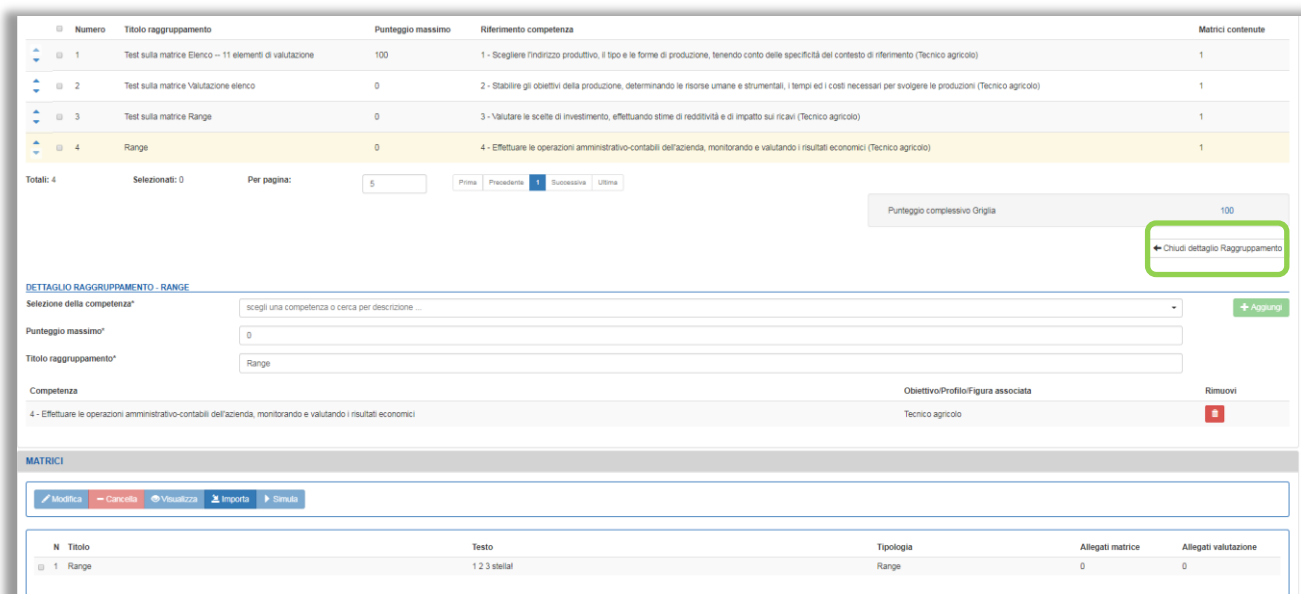 Numero Titolo raggruppamento Punteggio massimo Riferimento competenza Matrici contenute
1 Test sulla matrice Elenco -- 11 elementi di valutazione 100 1 - Scegliere l'indirizzo produttivo, il tipo e le forme di produzione, tenendo conto delle specificità del contesto di riferimento (Tecnico agricolo) 1
2 Test sulla matrice Valutazione elenco 0 2 - Stabilire gli obiettivi della produzione, determinando le risorse umane e strumentali, i tempi ed i costi necessari per svolgere le produzioni (Tecnico agricolo) 1
3 Test sulla matrice Range 0 3 - Valutare le scelte di investimento, effettuando stime di redditività e di impatto sui ricavi (Tecnico agricolo) 1
4 Range 0 4 - Effettuare le operazioni amministrativo-contabili dell'azienda, monitorando e valutando i risultati economici (Tecnico agricolo) 1
Totali: 4 Selezionati: 0 Per pagina: 5 Prima Precedente 1 Successiva Ultima
Punteggio complessivo Griglia 100
Chiudi dettaglio Raggruppamento
DETTAGLIO RAGGRUPPAMENTO - RANGE
Selezione della competenza* scegli una competenza o cerca per descrizione ... Aggiungi
Punteggio massimo* 0
Titolo raggruppamento* Range
Competenza Obiettivo/Profilo/Figura associata Rimuovi
4 - Effettuare le operazioni amministrativo-contabili dell'azienda, monitorando e valutando i risultati economici Tecnico agricolo
MATRICI
Modifica Cancella Visualizza Importa Simula
N Titolo Testo Tipologia Allegati matrice Allegati valutazione
1 Range 1 2 3 stella! Range 0 0